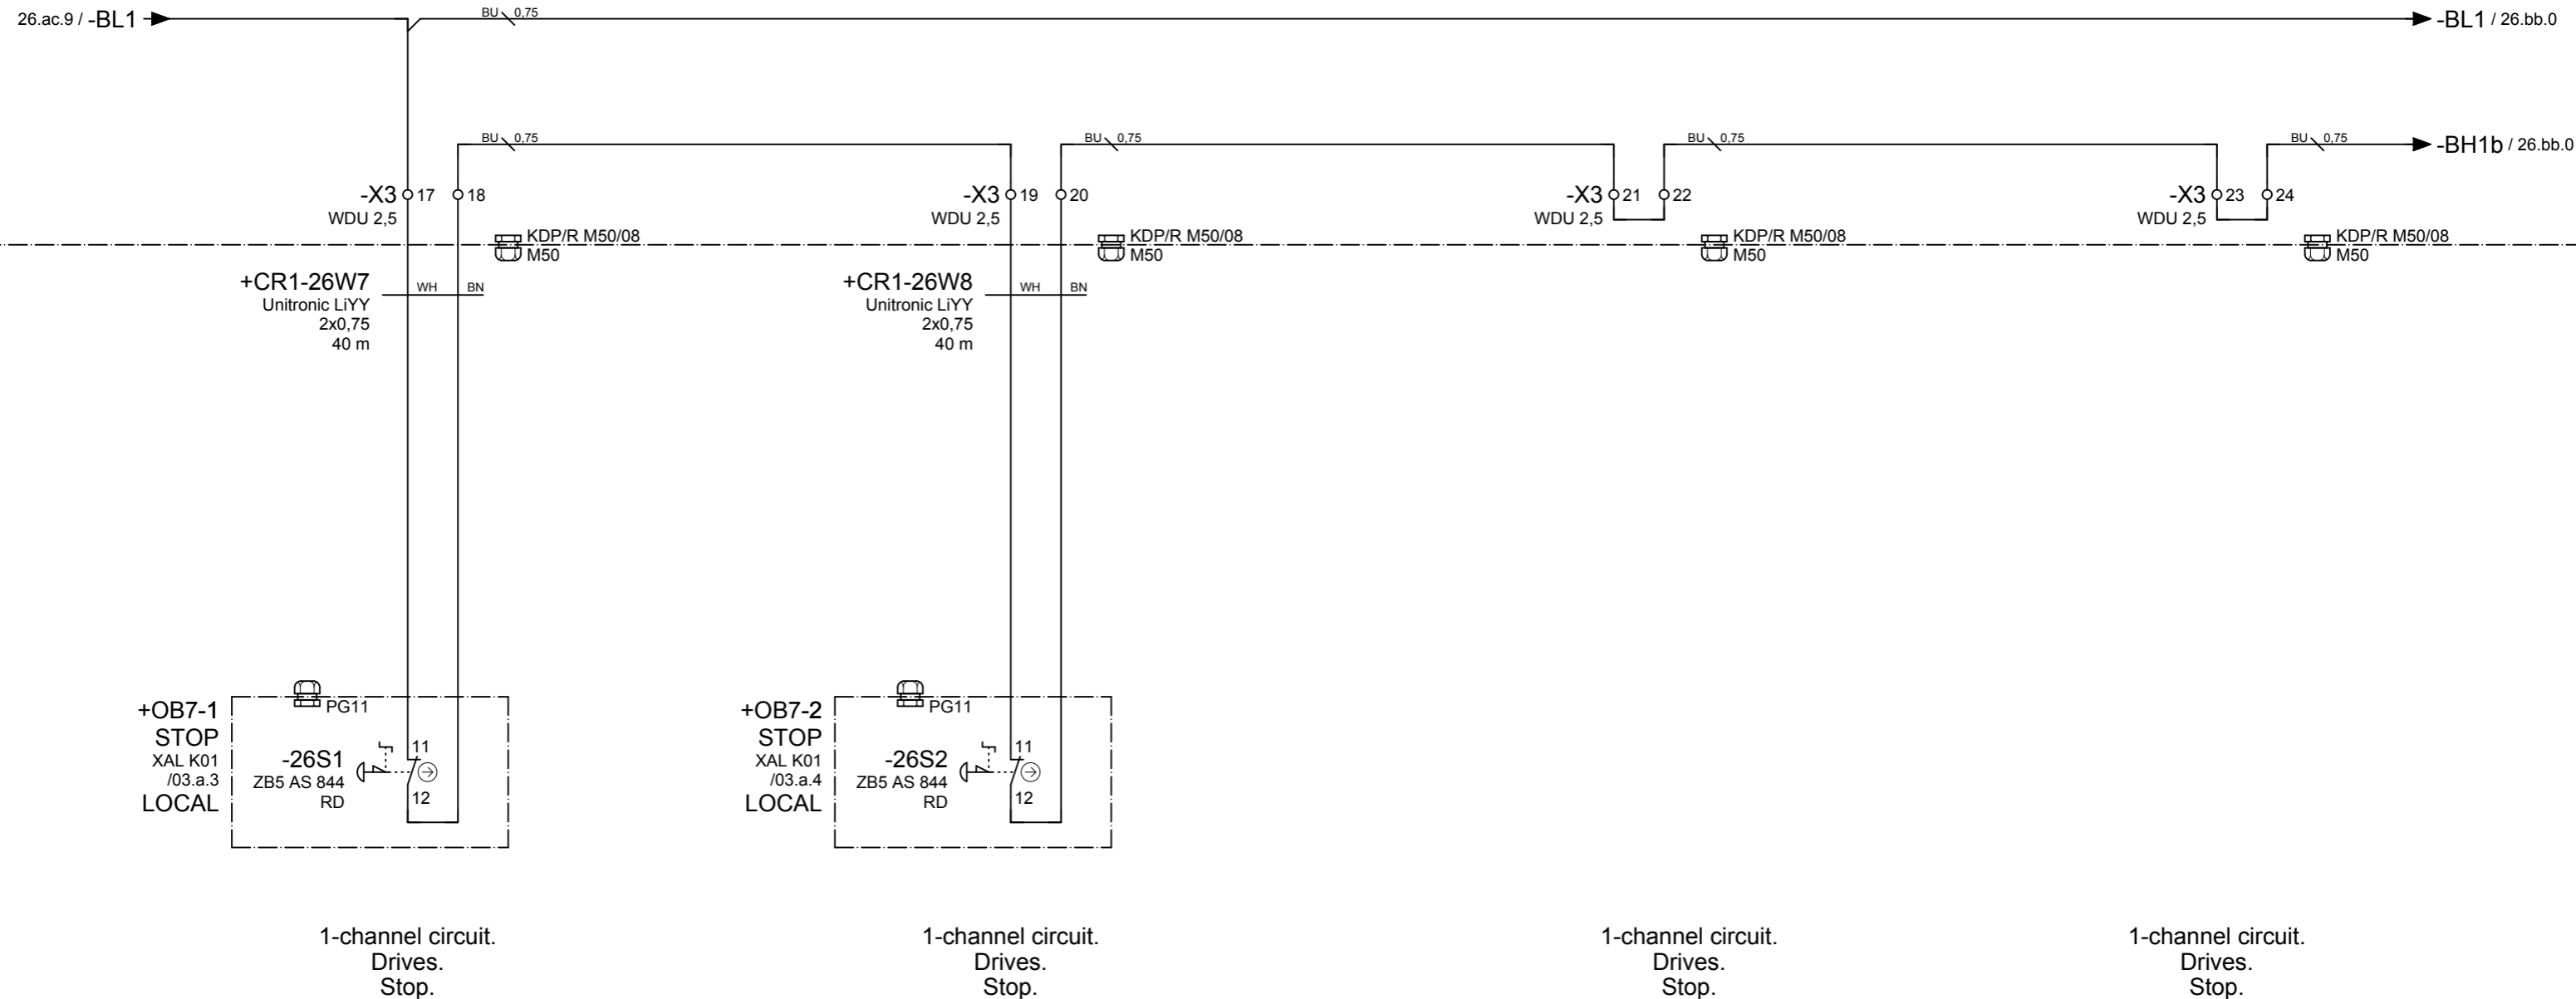 26.ac.9 / -BL1
BU 0,75
-BL1 / 26.bb.0
BU 0,75
BU 0,75
BU 0,75
BU 0,75
-BH1b / 26.bb.0
-X3 17 18
WDU 2,5
-X3 19 20
WDU 2,5
-X3 21 22
WDU 2,5
-X3 23 24
WDU 2,5
KDP/R M50/08
M50
KDP/R M50/08
M50
KDP/R M50/08
M50
KDP/R M50/08
M50
+CR1-26W7
Unitronic LiYY
2x0,75
40 m
WH BN
+CR1-26W8
Unitronic LiYY
2x0,75
40 m
WH BN
+OB7-1
STOP
XAL K01
/03.a.3
LOCAL
PG11
-26S1
ZB5 AS 844
RD
11
12
+OB7-2
STOP
XAL K01
/03.a.4
LOCAL
PG11
-26S2
ZB5 AS 844
RD
11
12
1-channel circuit.
Drives.
Stop.
1-channel circuit.
Drives.
Stop.
1-channel circuit.
Drives.
Stop.
1-channel circuit.
Drives.
Stop.